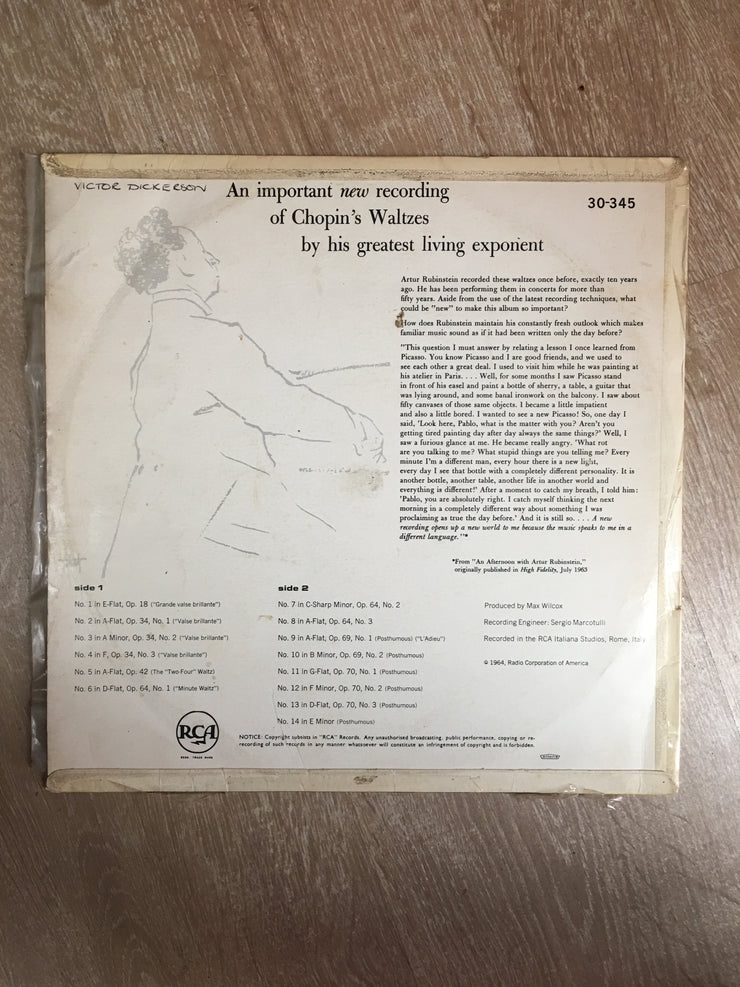 VICTOR DICKERSON
An important new recording
of Chopin's Waltzes
by his greatest living exponent
30-345
Artur Rubinstein recorded these waltzes once before, exactly ten years
ago. He has been performing them in concerts for more than
fifty years. Aside from the use of the latest recording techniques, what
could be "new" to make this album so important?
How does Rubinstein maintain his constantly fresh outlook which makes
familiar music sound as if it had been written only the day before?
"This question I must answer by relating a lesson I once learned from
Picasso. You know Picasso and I are good friends, and we used to
see each other a great deal. I used to visit him while he was painting at
his atelier in Paris. . . . Well, for some months I saw Picasso stand
in front of his easel and paint a bottle of sherry, a table, a guitar that
was lying around, and some banal ironwork on the balcony. I saw about
fifty canvases of those same objects. I became a little impatient
and also a little bored. I wanted to see a new Picasso! So, one day I
said, 'Look here, Pablo, what is the matter with you? Aren't you
getting tired painting day after day always the same things?' Well, I
saw a furious glance at me. He became really angry. 'What rot
are you talking to me? What stupid things are you telling me? Every
minute I'm a different man, every hour there is a new light,
every day I see that bottle with a completely different personality. It is
another bottle, another table, another life in another world and
everything is different!' After a moment to catch my breath, I told him:
'Pablo, you are absolutely right. I catch myself thinking the next
morning in a completely different way about something I was
proclaiming as true the day before.' And it is still so. . . . A new
recording opens up a new world to me because the music speaks to me in a
different language."*
*From "An Afternoon with Artur Rubinstein,"
originally published in High Fidelity, July 1963
side 1
No. 1 in E-Flat, Op. 18 ("Grande valse brillante")
No. 2 in A-Flat, Op. 34, No. 1 ("Valse brillante")
No. 3 in A Minor, Op. 34, No. 2 ("Valse brillante")
No. 4 in F, Op. 34, No. 3 ("Valse brillante")
No. 5 in A-Flat, Op. 42 (The "Two-Four" Waltz)
No. 6 in D-Flat, Op. 64, No. 1 ("Minute Waltz")
side 2
No. 7 in C-Sharp Minor, Op. 64, No. 2
No. 8 in A-Flat, Op. 64, No. 3
No. 9 in A-Flat, Op. 69, No. 1 (Posthumous) ("L'Adieu")
No. 10 in B Minor, Op. 69, No. 2 (Posthumous)
No. 11 in G-Flat, Op. 70, No. 1 (Posthumous)
No. 12 in F Minor, Op. 70, No. 2 (Posthumous)
No. 13 in D-Flat, Op. 70, No. 3 (Posthumous)
No. 14 in E Minor (Posthumous)
Produced by Max Wilcox
Recording Engineer: Sergio Marcotulli
Recorded in the RCA Italiana Studios, Rome, Italy
© 1964, Radio Corporation of America
RCA
NOTICE: Copyright subsists in "RCA" Records. Any unauthorised broadcasting, public performance, copying or re-
recording of such records in any manner whatsoever will constitute an infringement of copyright and is forbidden.